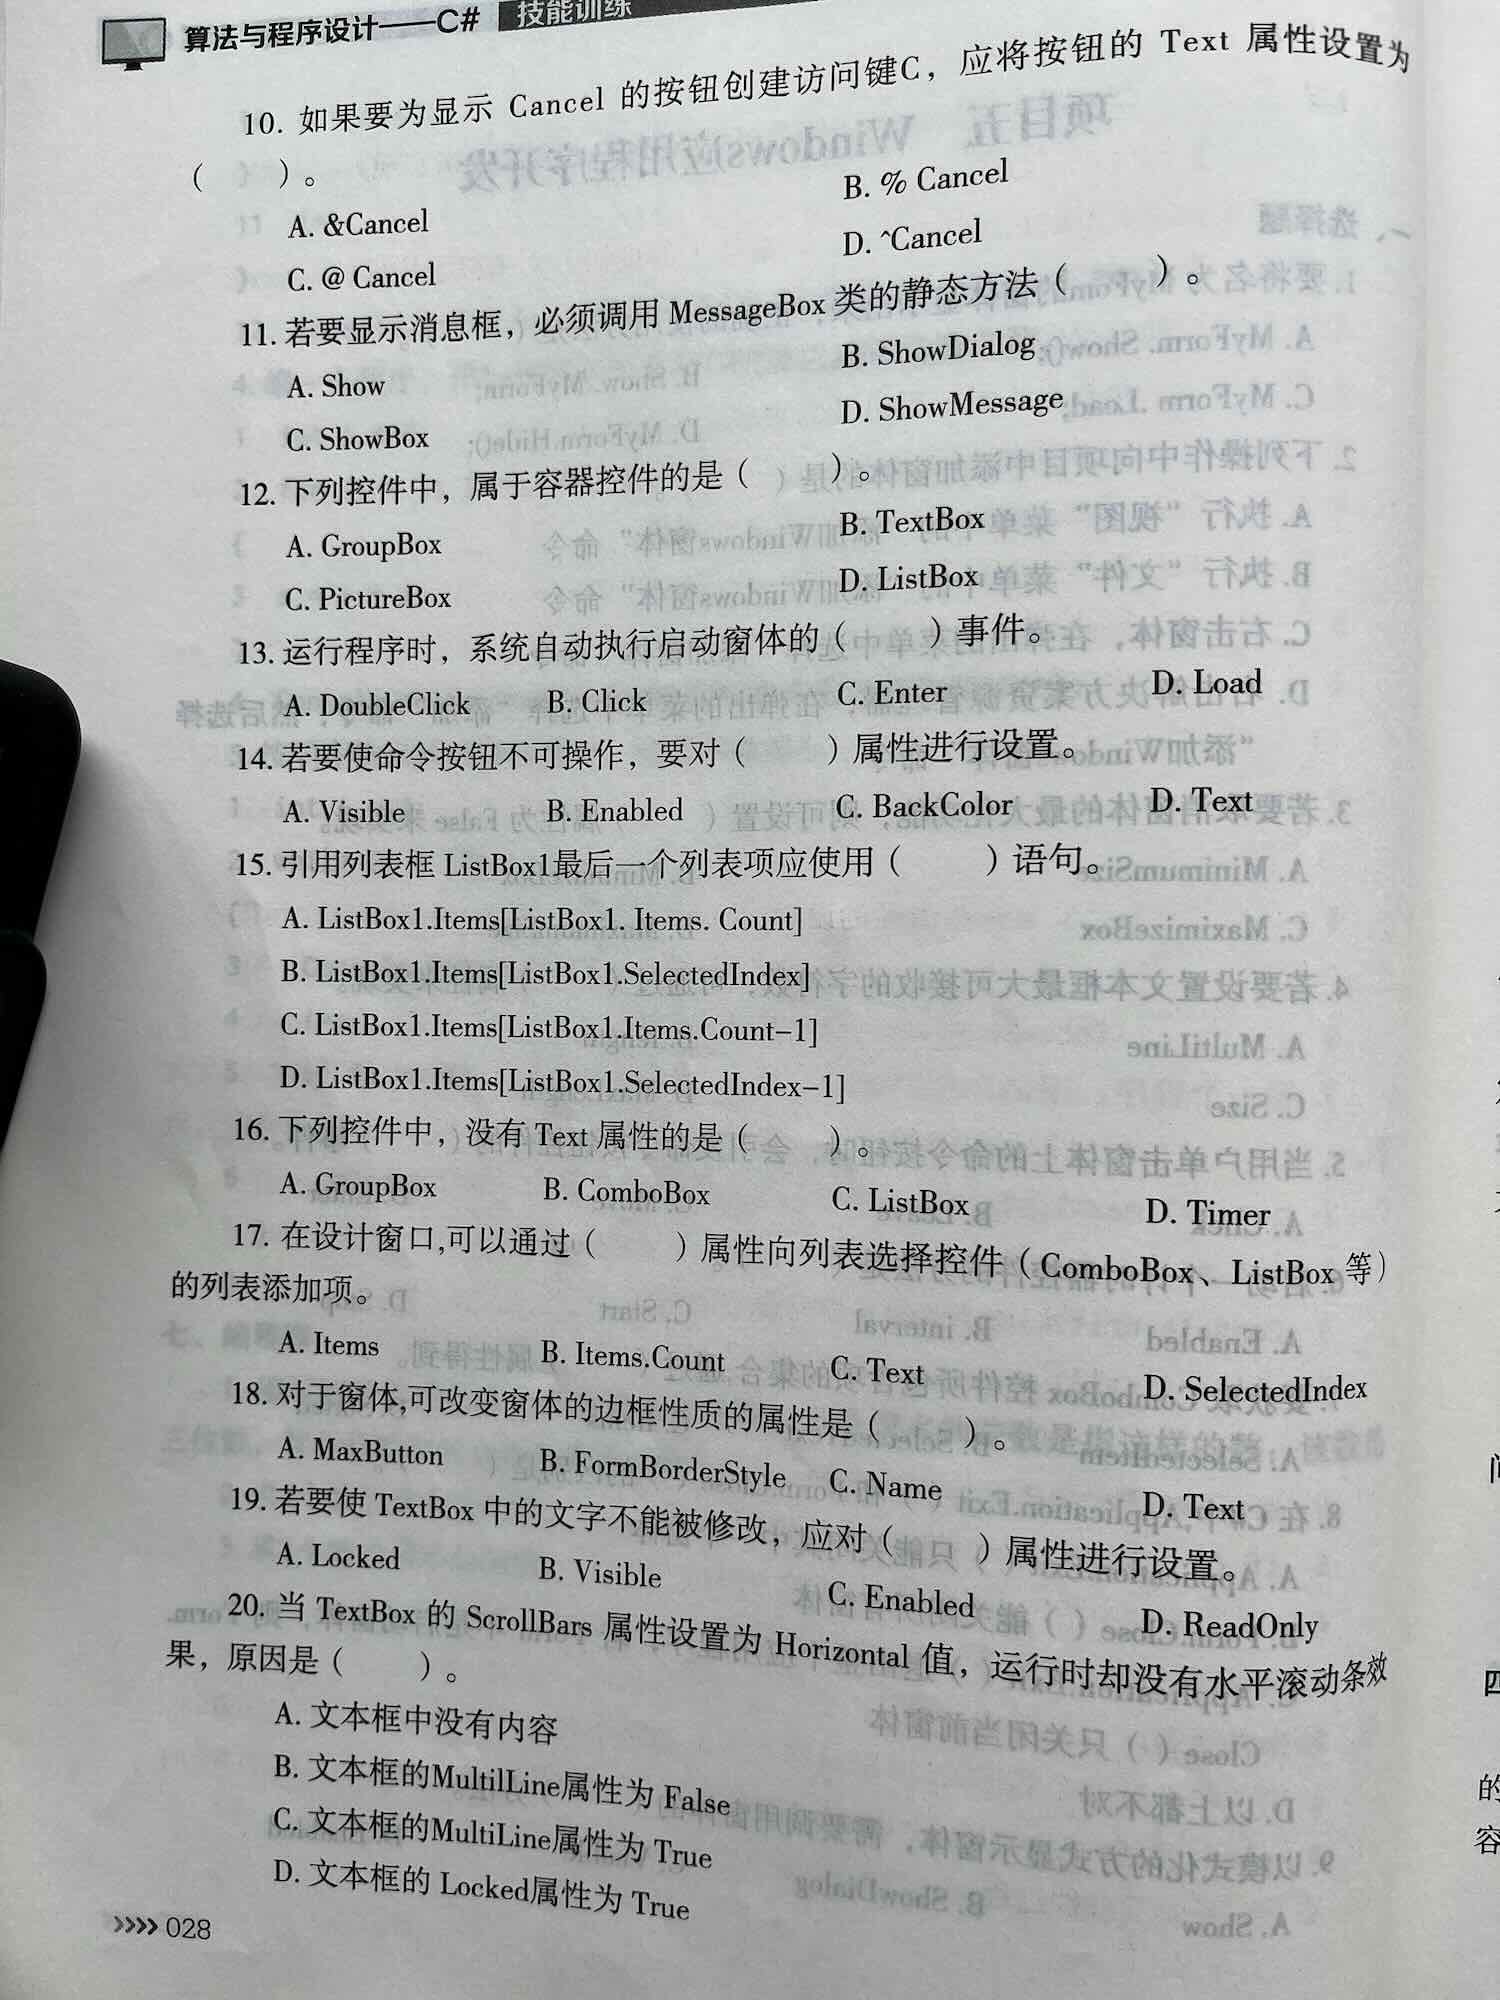 算法与程序设计——C# 技能训练
10. 如果要为显示 Cancel 的按钮创建访问键C，应将按钮的 Text 属性设置为
（ ）。
A. &Cancel B. % Cancel
C. @ Cancel D. ^Cancel
11. 若要显示消息框，必须调用 MessageBox 类的静态方法（ ）。
A. Show B. ShowDialog
C. ShowBox D. ShowMessage
12. 下列控件中，属于容器控件的是（ ）。
A. GroupBox B. TextBox
C. PictureBox D. ListBox
13. 运行程序时，系统自动执行启动窗体的（ ）事件。
A. DoubleClick B. Click C. Enter D. Load
14. 若要使命令按钮不可操作，要对（ ）属性进行设置。
A. Visible B. Enabled C. BackColor D. Text
15. 引用列表框 ListBox1最后一个列表项应使用（ ）语句。
A. ListBox1.Items[ListBox1. Items. Count]
B. ListBox1.Items[ListBox1.SelectedIndex]
C. ListBox1.Items[ListBox1.Items.Count-1]
D. ListBox1.Items[ListBox1.SelectedIndex-1]
16. 下列控件中，没有 Text 属性的是（ ）。
A. GroupBox B. ComboBox C. ListBox D. Timer
17. 在设计窗口,可以通过（ ）属性向列表选择控件（ComboBox、ListBox 等）
的列表添加项。
A. Items B. Items.Count C. Text D. SelectedIndex
18. 对于窗体,可改变窗体的边框性质的属性是（ ）。
A. MaxButton B. FormBorderStyle C. Name D. Text
19. 若要使 TextBox 中的文字不能被修改，应对（ ）属性进行设置。
A. Locked B. Visible C. Enabled D. ReadOnly
20. 当 TextBox 的 ScrollBars 属性设置为 Horizontal 值，运行时却没有水平滚动条效
果，原因是（ ）。
A. 文本框中没有内容
B. 文本框的MultilLine属性为 False
C. 文本框的MultiLine属性为 True
D. 文本框的 Locked属性为 True
»»028